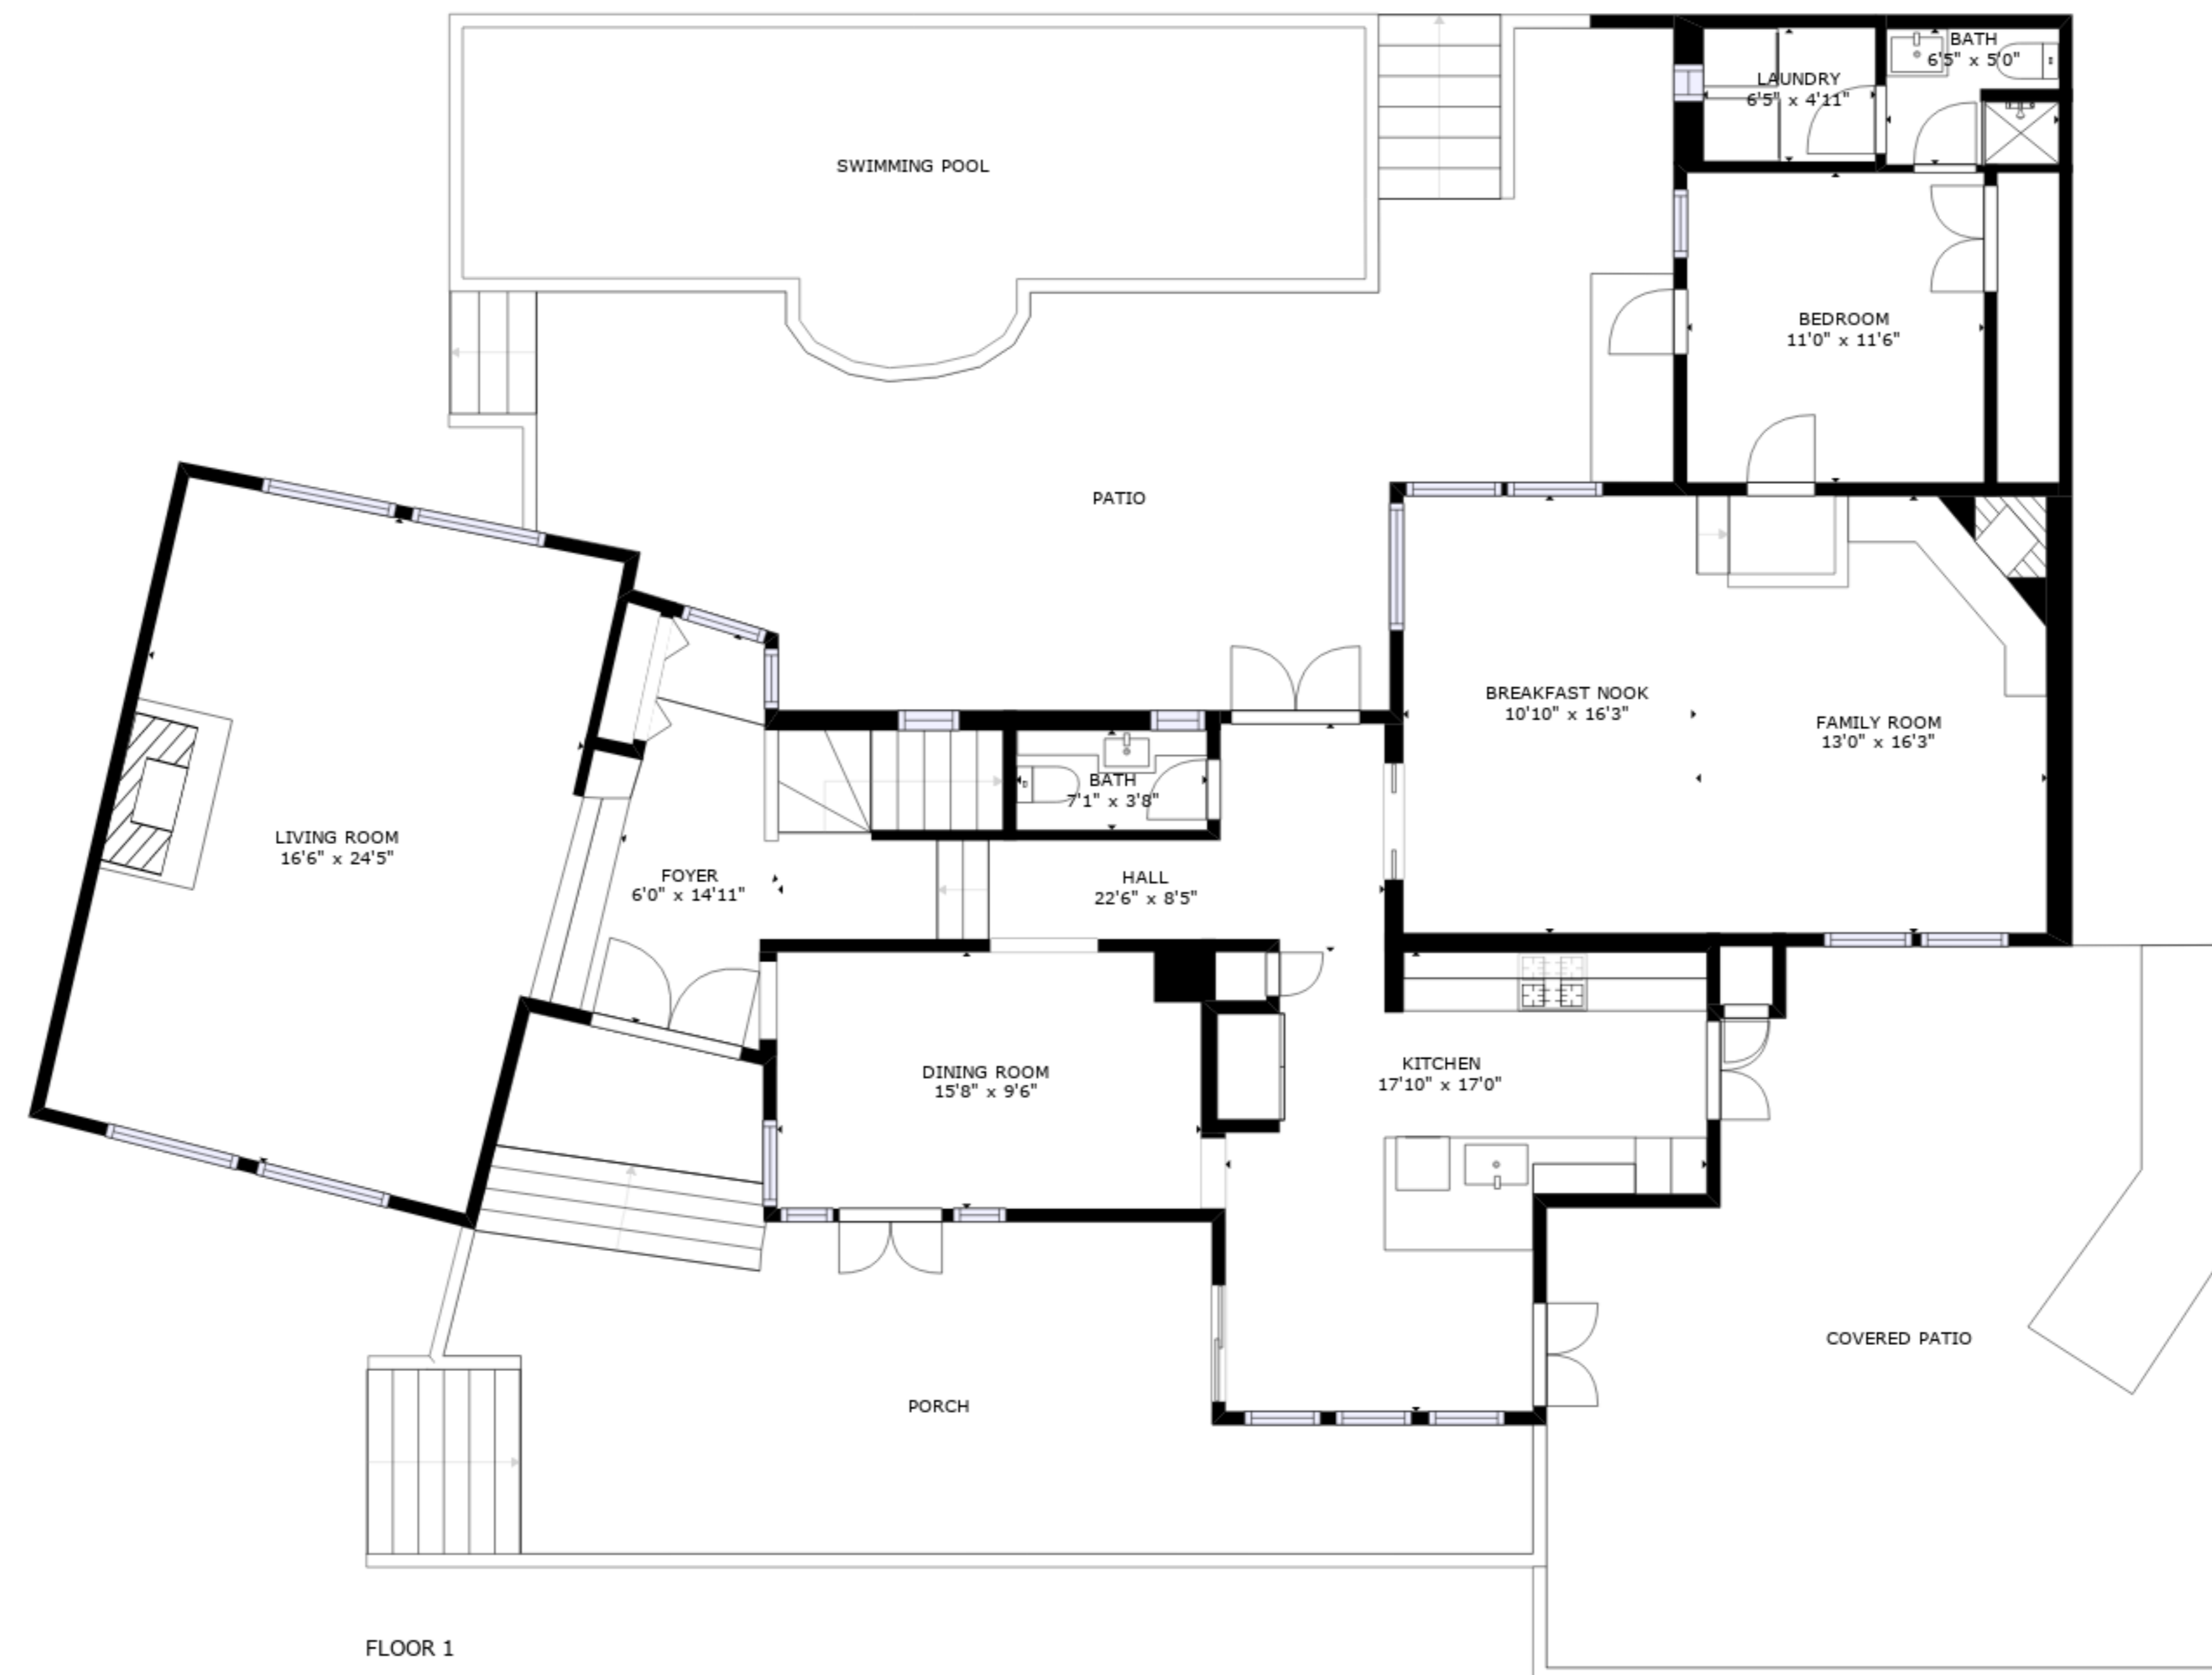 BATH
6'5" x 5'0"
LAUNDRY
6'5" x 4'11"
SWIMMING POOL
BEDROOM
11'0" x 11'6"
PATIO
BREAKFAST NOOK
10'10" x 16'3"
FAMILY ROOM
13'0" x 16'3"
BATH
7'1" x 3'8"
LIVING ROOM
16'6" x 24'5"
FOYER
6'0" x 14'11"
HALL
22'6" x 8'5"
DINING ROOM
15'8" x 9'6"
KITCHEN
17'10" x 17'0"
COVERED PATIO
PORCH
FLOOR 1